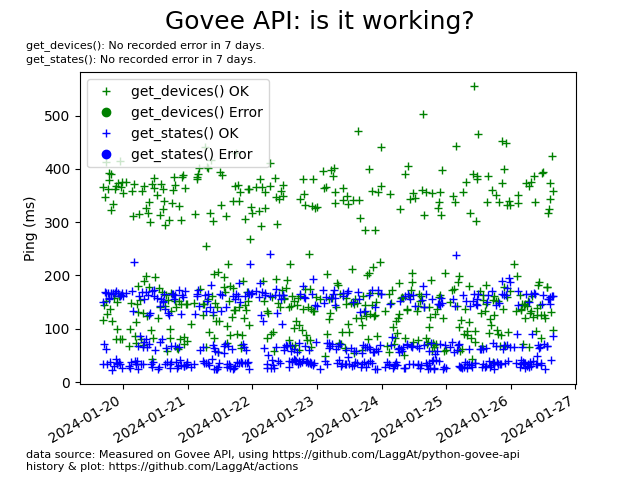 Govee API: is it working?
get_devices(): No recorded error in 7 days.
get_states(): No recorded error in 7 days.
get_devices() OK
get_devices() Error
get_states() OK
get_states() Error
Ping (ms)
500
400
300
200
100
0
2024-01-20
2024-01-21
2024-01-22
2024-01-23
2024-01-24
2024-01-25
2024-01-26
2024-01-27
data source: Measured on Govee API, using https://github.com/LaggAt/python-govee-api
history & plot: https://github.com/LaggAt/actions